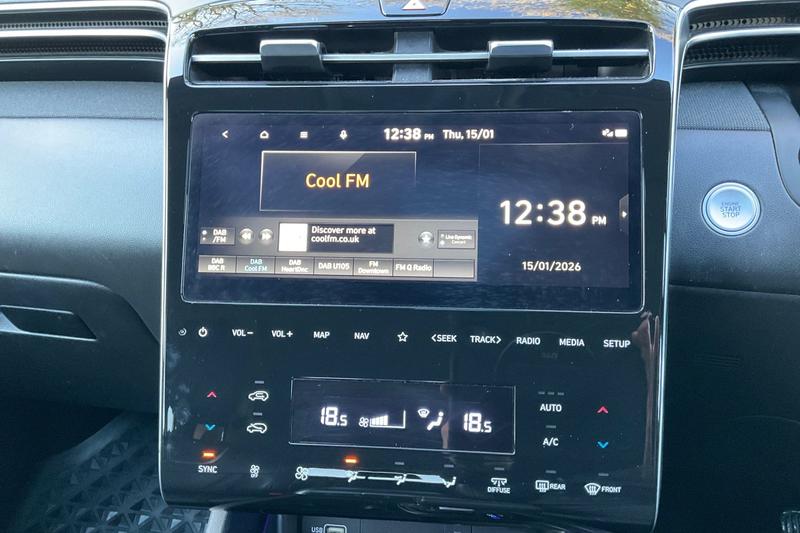 12:38 PM Thu, 15/01
Cool FM
12:38 PM
15/01/2026
DAB
/FM
Discover more at
coolfm.co.uk
Live Dynamic
Concert
DAB
BBC R
DAB
Cool FM
DAB
HeartDnc
DAB U105
FM
Downtown
FM Q Radio
ENGINE
START
STOP
VOL− VOL+ MAP NAV <SEEK TRACK> RADIO MEDIA SETUP
18.5 18.5
AUTO
A/C
SYNC
DIFFUSE
REAR
FRONT
USB